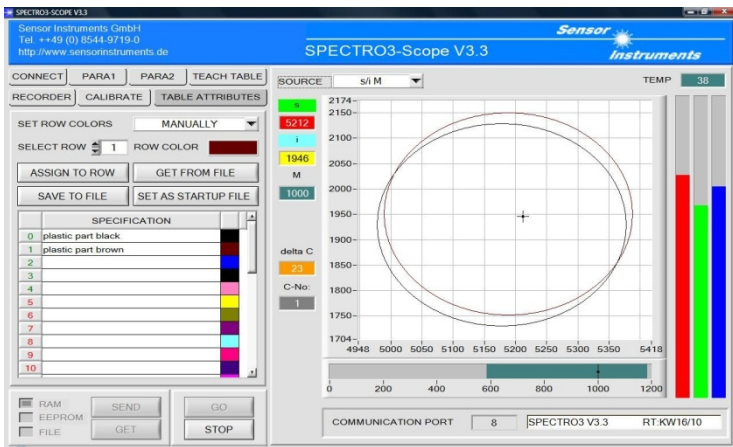 SPECTRO3-SCOPE V3.3
Sensor Instruments GmbH
Tel. ++49 (0) 8544-9719-0
http://www.sensorinstruments.de
SPECTRO3-Scope V3.3
Sensor
Instruments
CONNECT PARA1 PARA2 TEACH TABLE
RECORDER CALIBRATE TABLE ATTRIBUTES
SET ROW COLORS MANUALLY
SELECT ROW 1 ROW COLOR
ASSIGN TO ROW GET FROM FILE
SAVE TO FILE SET AS STARTUP FILE
SPECIFICATION
0 plastic part black
1 plastic part brown
2
3
4
5
6
7
8
9
10
RAM
EEPROM
FILE
SEND GO
GET STOP
SOURCE s/i M TEMP 38
s
5212
i
1946
M
1000
delta C
23
C-No:
1
2174
2150
2100
2050
2000
1950
1900
1850
1800
1750
1704
4948 5000 5050 5100 5150 5200 5250 5300 5350 5418
0 200 400 600 800 1000 1200
COMMUNICATION PORT 8 SPECTRO3 V3.3 RT:KW16/10